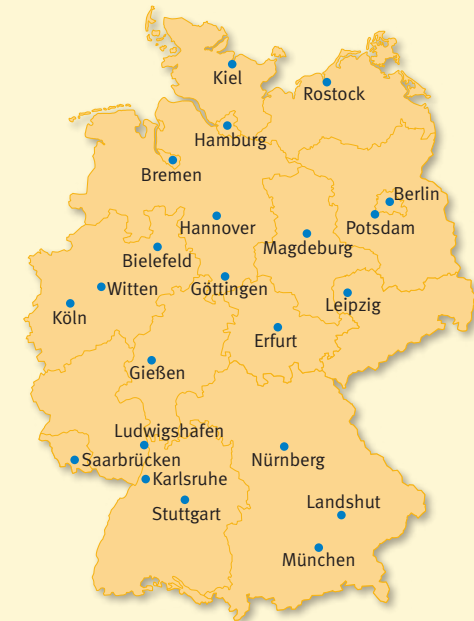 Kiel
Rostock
Hamburg
Bremen
Berlin
Hannover
Potsdam
Magdeburg
Bielefeld
Witten
Göttingen
Leipzig
Köln
Erfurt
Gießen
Ludwigshafen
Saarbrücken
Nürnberg
Karlsruhe
Landshut
Stuttgart
München